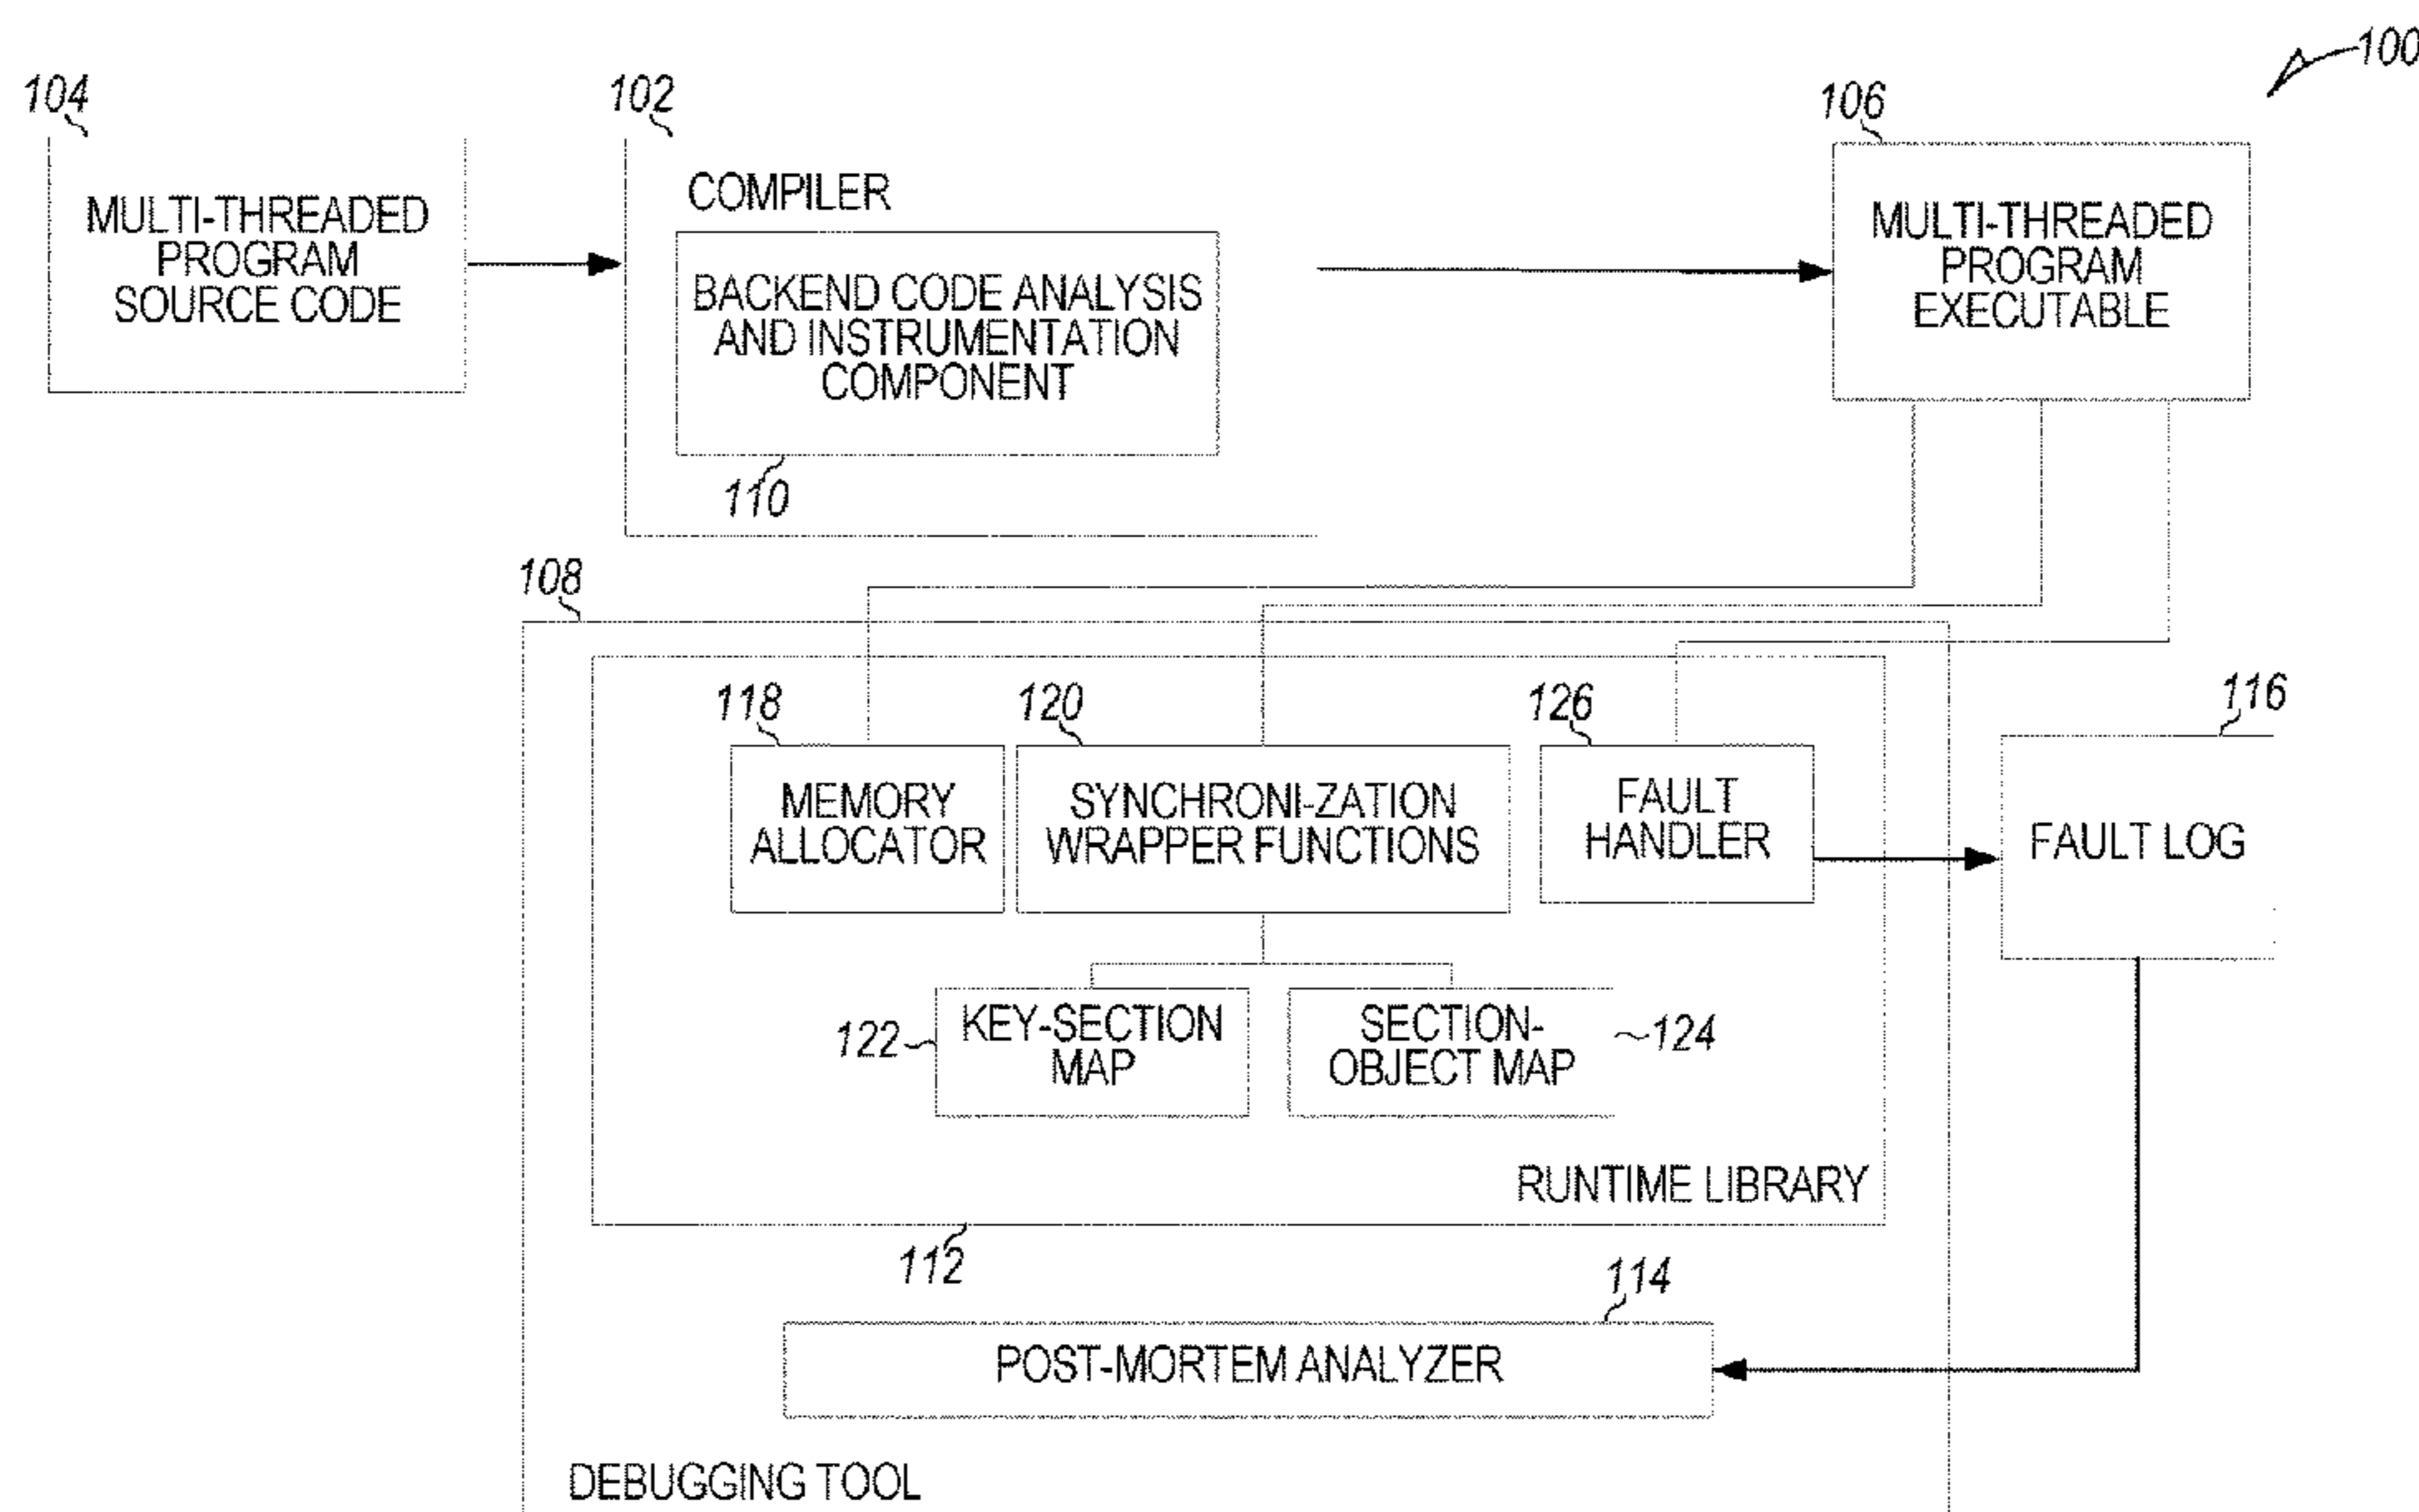 100
104
102
106
MULTI-THREADED
PROGRAM
SOURCE CODE
COMPILER
BACKEND CODE ANALYSIS
AND INSTRUMENTATION
COMPONENT
110
MULTI-THREADED
PROGRAM
EXECUTABLE
108
118
120
126
116
MEMORY
ALLOCATOR
SYNCHRONI-ZATION
WRAPPER FUNCTIONS
FAULT
HANDLER
FAULT LOG
122
KEY-SECTION
MAP
SECTION-
OBJECT MAP
124
RUNTIME LIBRARY
112
114
POST-MORTEM ANALYZER
DEBUGGING TOOL